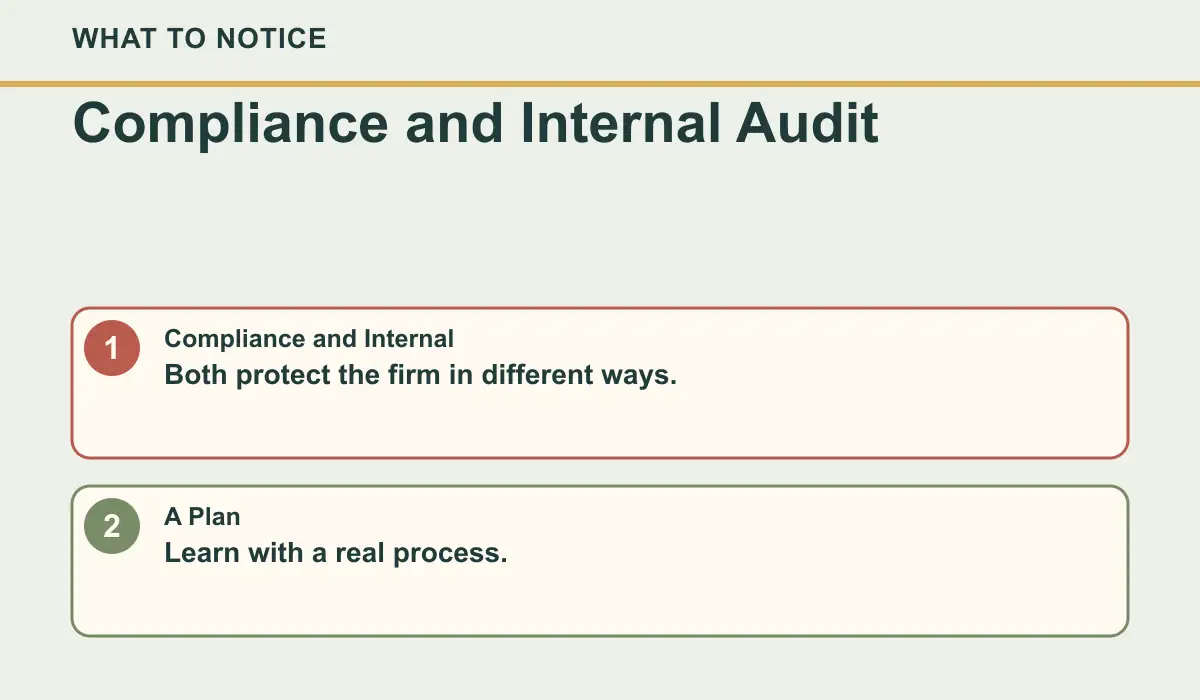 WHAT TO NOTICE
Compliance and Internal Audit
1
Compliance and Internal
Both protect the firm in different ways.
2
A Plan
Learn with a real process.